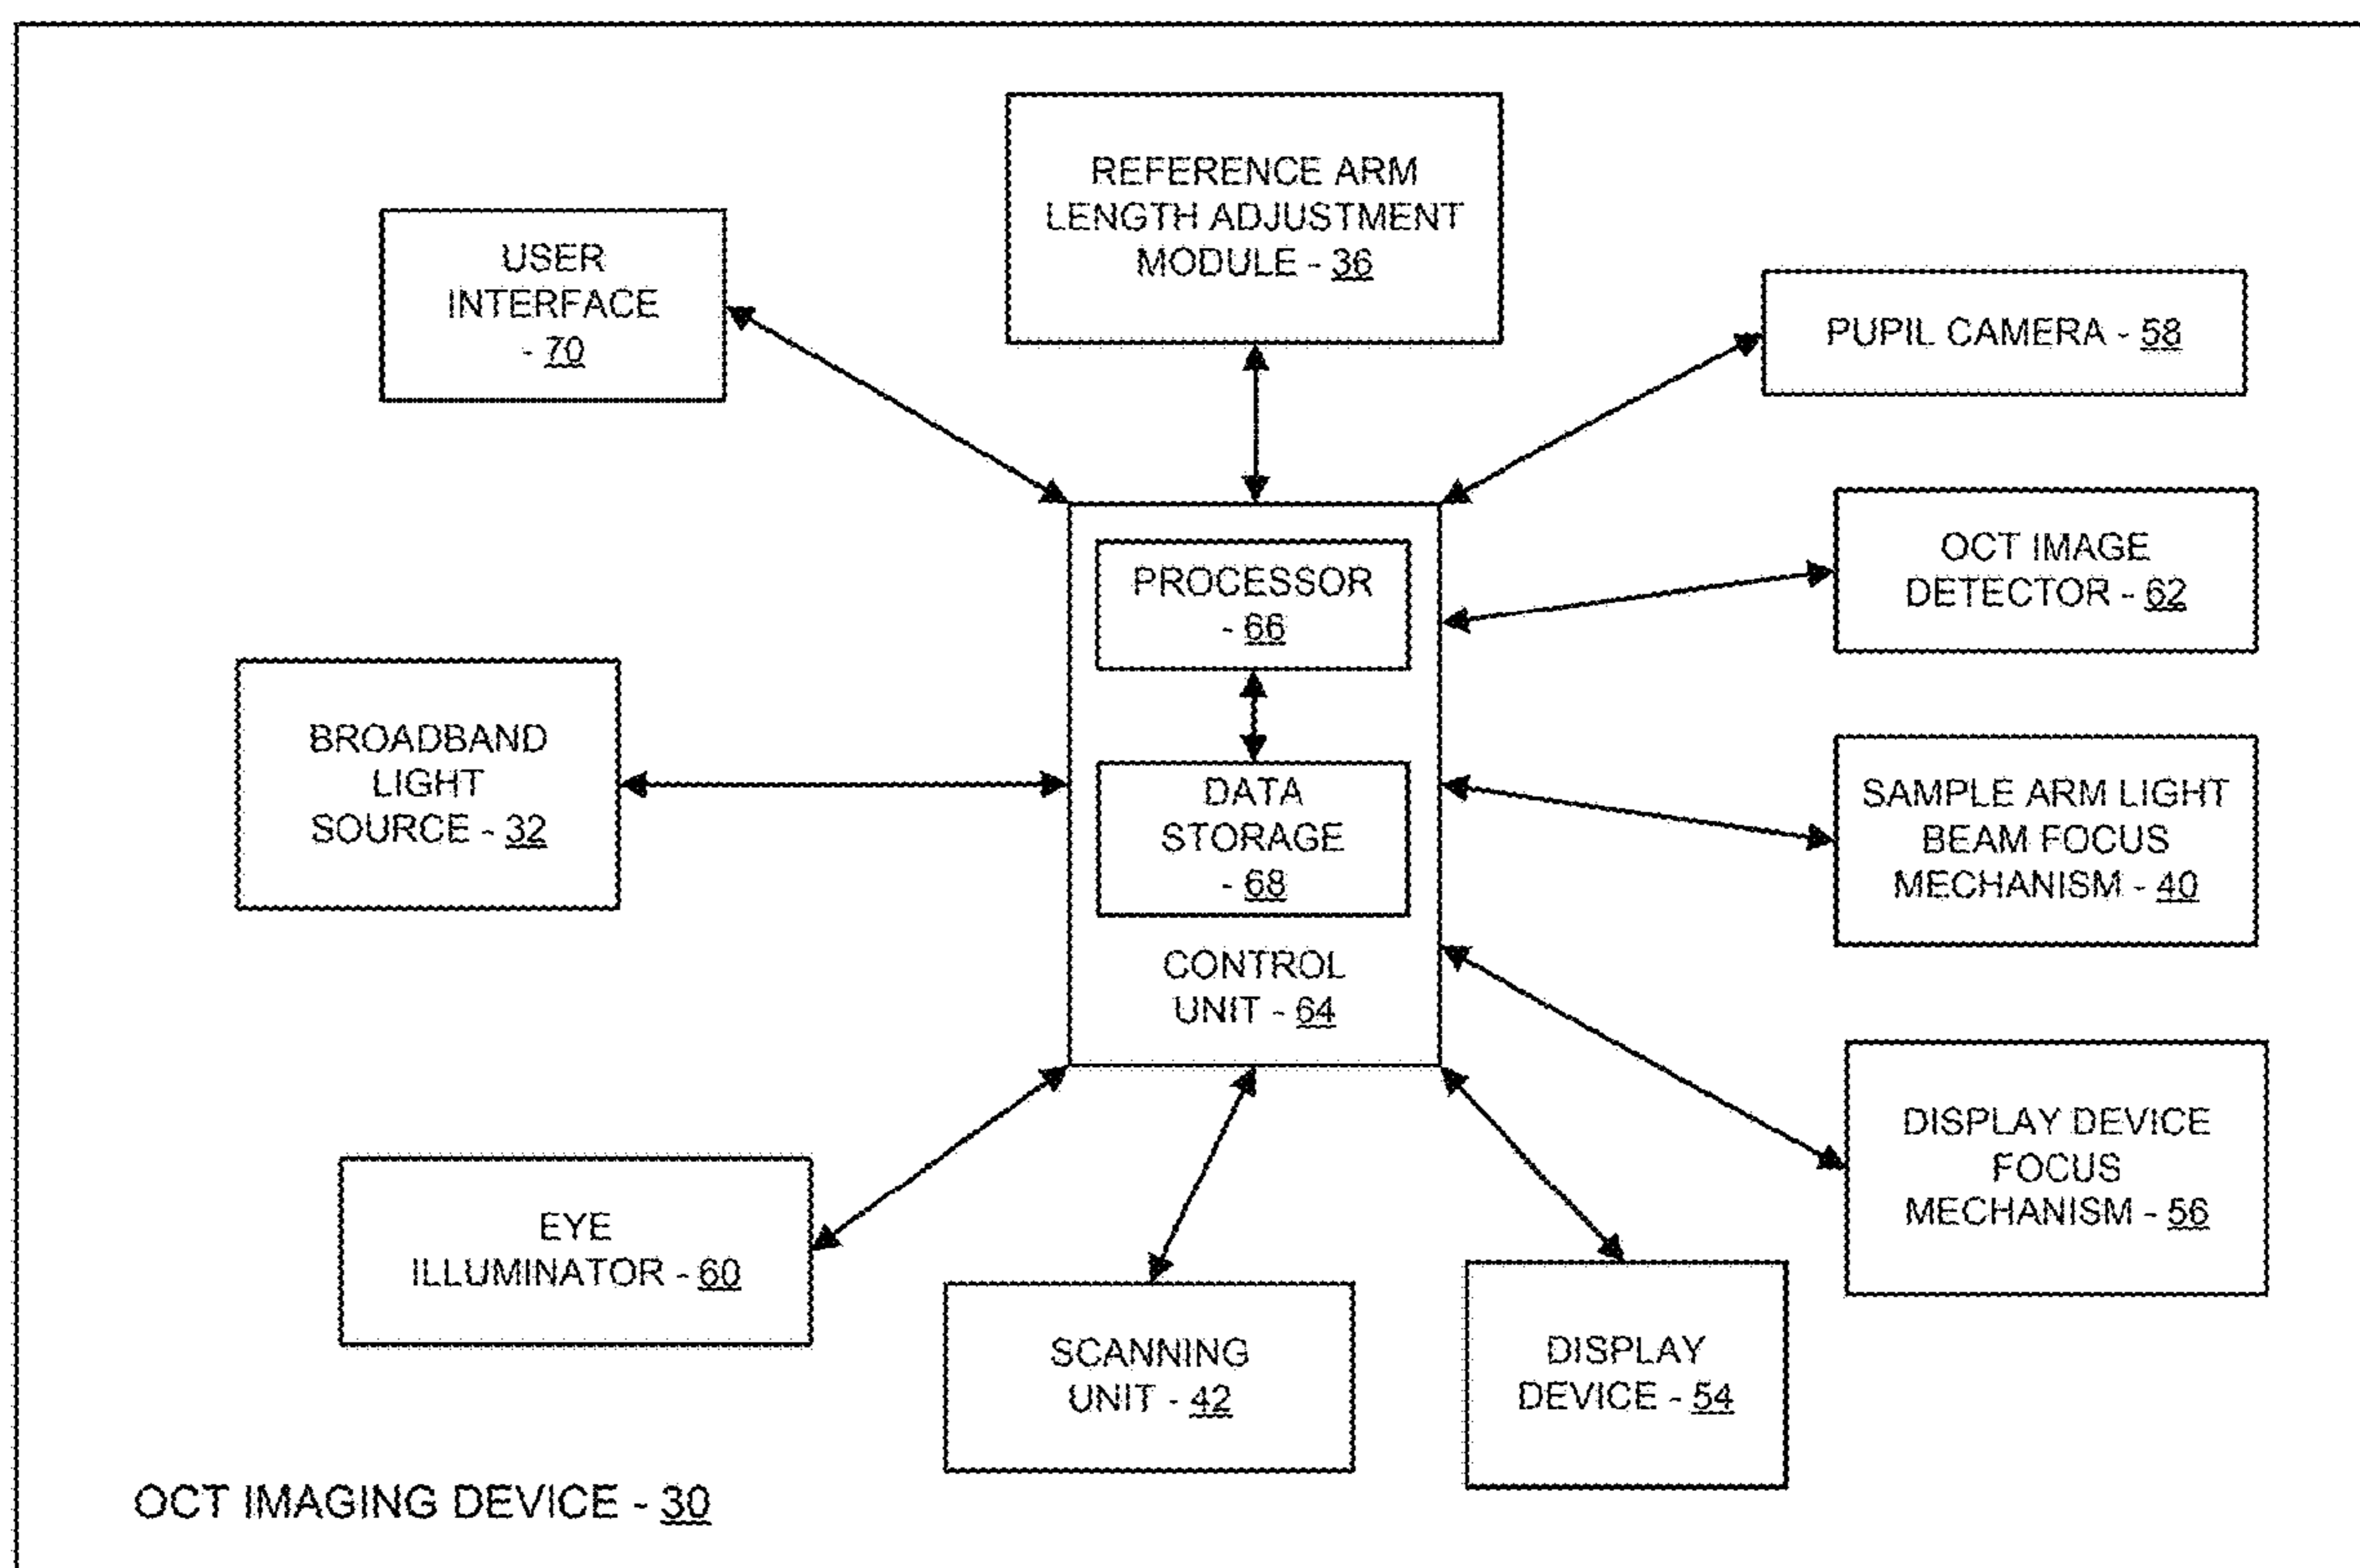 REFERENCE ARM
LENGTH ADJUSTMENT
MODULE - 36
USER
INTERFACE
- 70
PUPIL CAMERA - 58
OCT IMAGE
DETECTOR - 62
PROCESSOR
- 66
BROADBAND
LIGHT
SOURCE - 32
DATA
STORAGE
- 68
SAMPLE ARM LIGHT
BEAM FOCUS
MECHANISM - 40
CONTROL
UNIT - 64
DISPLAY DEVICE
FOCUS
MECHANISM - 56
EYE
ILLUMINATOR - 60
SCANNING
UNIT - 42
DISPLAY
DEVICE - 54
OCT IMAGING DEVICE - 30